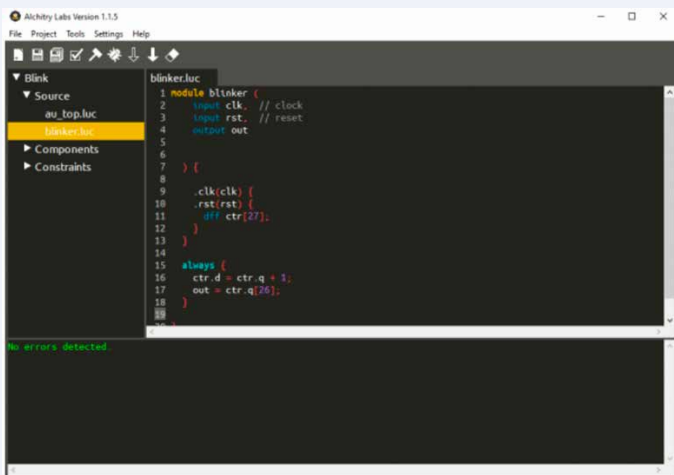 Alchitry Labs Version 1.1.5
File Project Tools Settings Help
Blink
Source
au_top.luc
blinker.luc
Components
Constraints
blinker.luc
1 module blinker (
2 input clk, // clock
3 input rst, // reset
4 output out
5
6
7 ) {
8
9 .clk(clk) {
10 .rst(rst) {
11 dff ctr[27];
12 }
13 }
14
15 always {
16 ctr.d = ctr.q + 1;
17 out = ctr.q[26];
18 }
19
20 }
No errors detected.